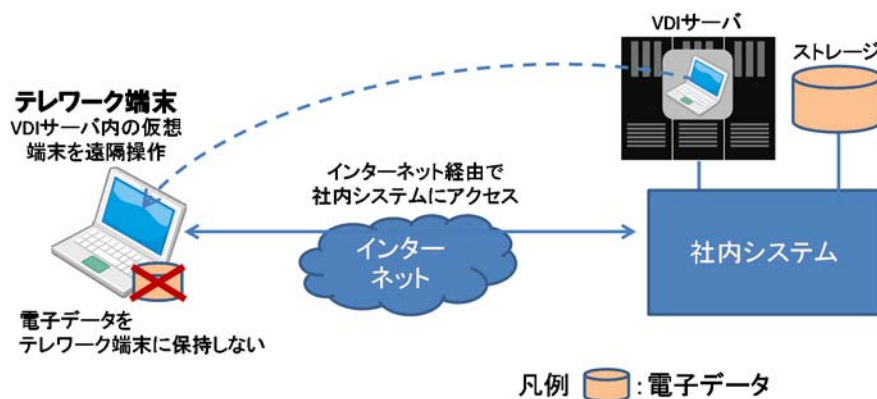 VDIサーバ
ストレージ
テレワーク端末
VDIサーバ内の仮想
端末を遠隔操作
インターネット経由で
社内システムにアクセス
インター
ネット
社内システム
電子データを
テレワーク端末に保持しない
凡例 : 電子データ